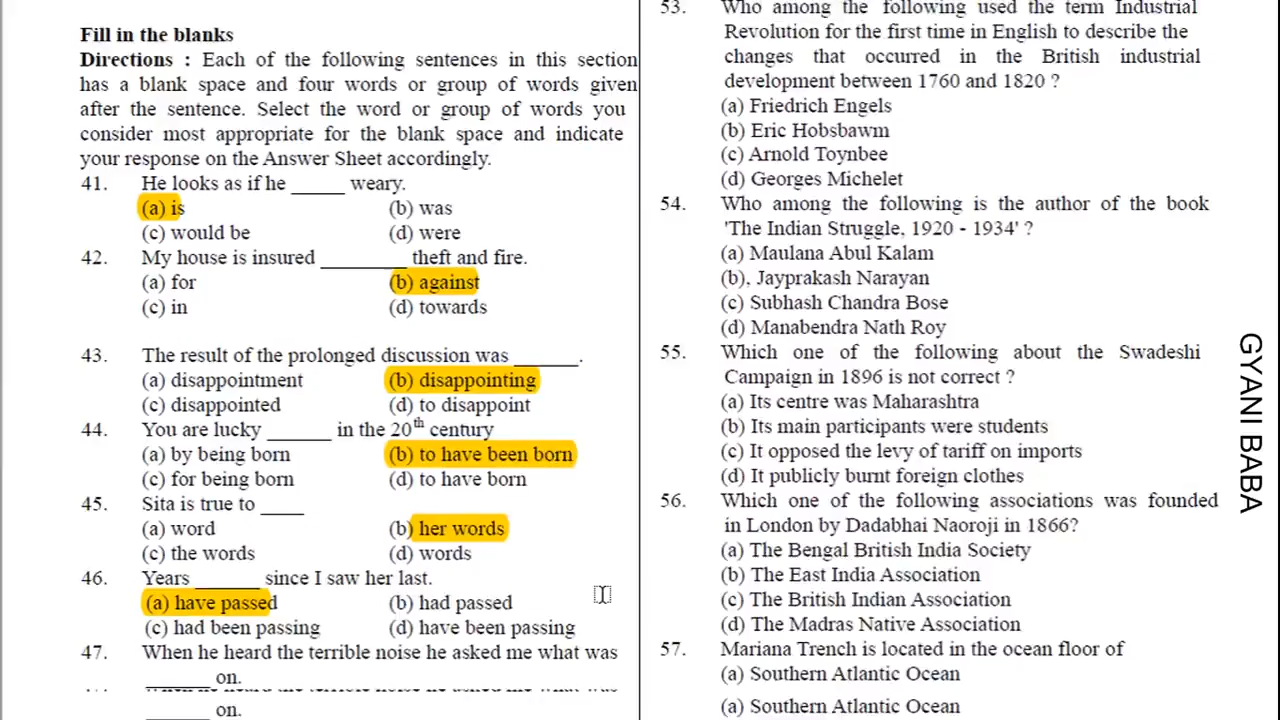 Fill in the blanks
Directions : Each of the following sentences in this section
has a blank space and four words or group of words given
after the sentence. Select the word or group of words you
consider most appropriate for the blank space and indicate
your response on the Answer Sheet accordingly.
41. He looks as if he _____ weary.
(a) is (b) was
(c) would be (d) were
42. My house is insured ________ theft and fire.
(a) for (b) against
(c) in (d) towards
43. The result of the prolonged discussion was ______.
(a) disappointment (b) disappointing
(c) disappointed (d) to disappoint
44. You are lucky ______ in the 20th century
(a) by being born (b) to have been born
(c) for being born (d) to have born
45. Sita is true to ____
(a) word (b) her words
(c) the words (d) words
46. Years ______ since I saw her last.
(a) have passed (b) had passed
(c) had been passing (d) have been passing
47. When he heard the terrible noise he asked me what was
______ on.
______ on.
53. Who among the following used the term Industrial
Revolution for the first time in English to describe the
changes that occurred in the British industrial
development between 1760 and 1820 ?
(a) Friedrich Engels
(b) Eric Hobsbawm
(c) Arnold Toynbee
(d) Georges Michelet
54. Who among the following is the author of the book
'The Indian Struggle, 1920 - 1934' ?
(a) Maulana Abul Kalam
(b), Jayprakash Narayan
(c) Subhash Chandra Bose
(d) Manabendra Nath Roy
55. Which one of the following about the Swadeshi
Campaign in 1896 is not correct ?
(a) Its centre was Maharashtra
(b) Its main participants were students
(c) It opposed the levy of tariff on imports
(d) It publicly burnt foreign clothes
56. Which one of the following associations was founded
in London by Dadabhai Naoroji in 1866?
(a) The Bengal British India Society
(b) The East India Association
(c) The British Indian Association
(d) The Madras Native Association
57. Mariana Trench is located in the ocean floor of
(a) Southern Atlantic Ocean
(a) Southern Atlantic Ocean
GYANI BABA